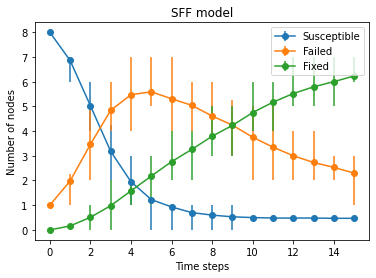 SFF model
Susceptible
Failed
Fixed
8
7
6
5
4
3
2
1
0
Number of nodes
0 2 4 6 8 10 12 14
Time steps